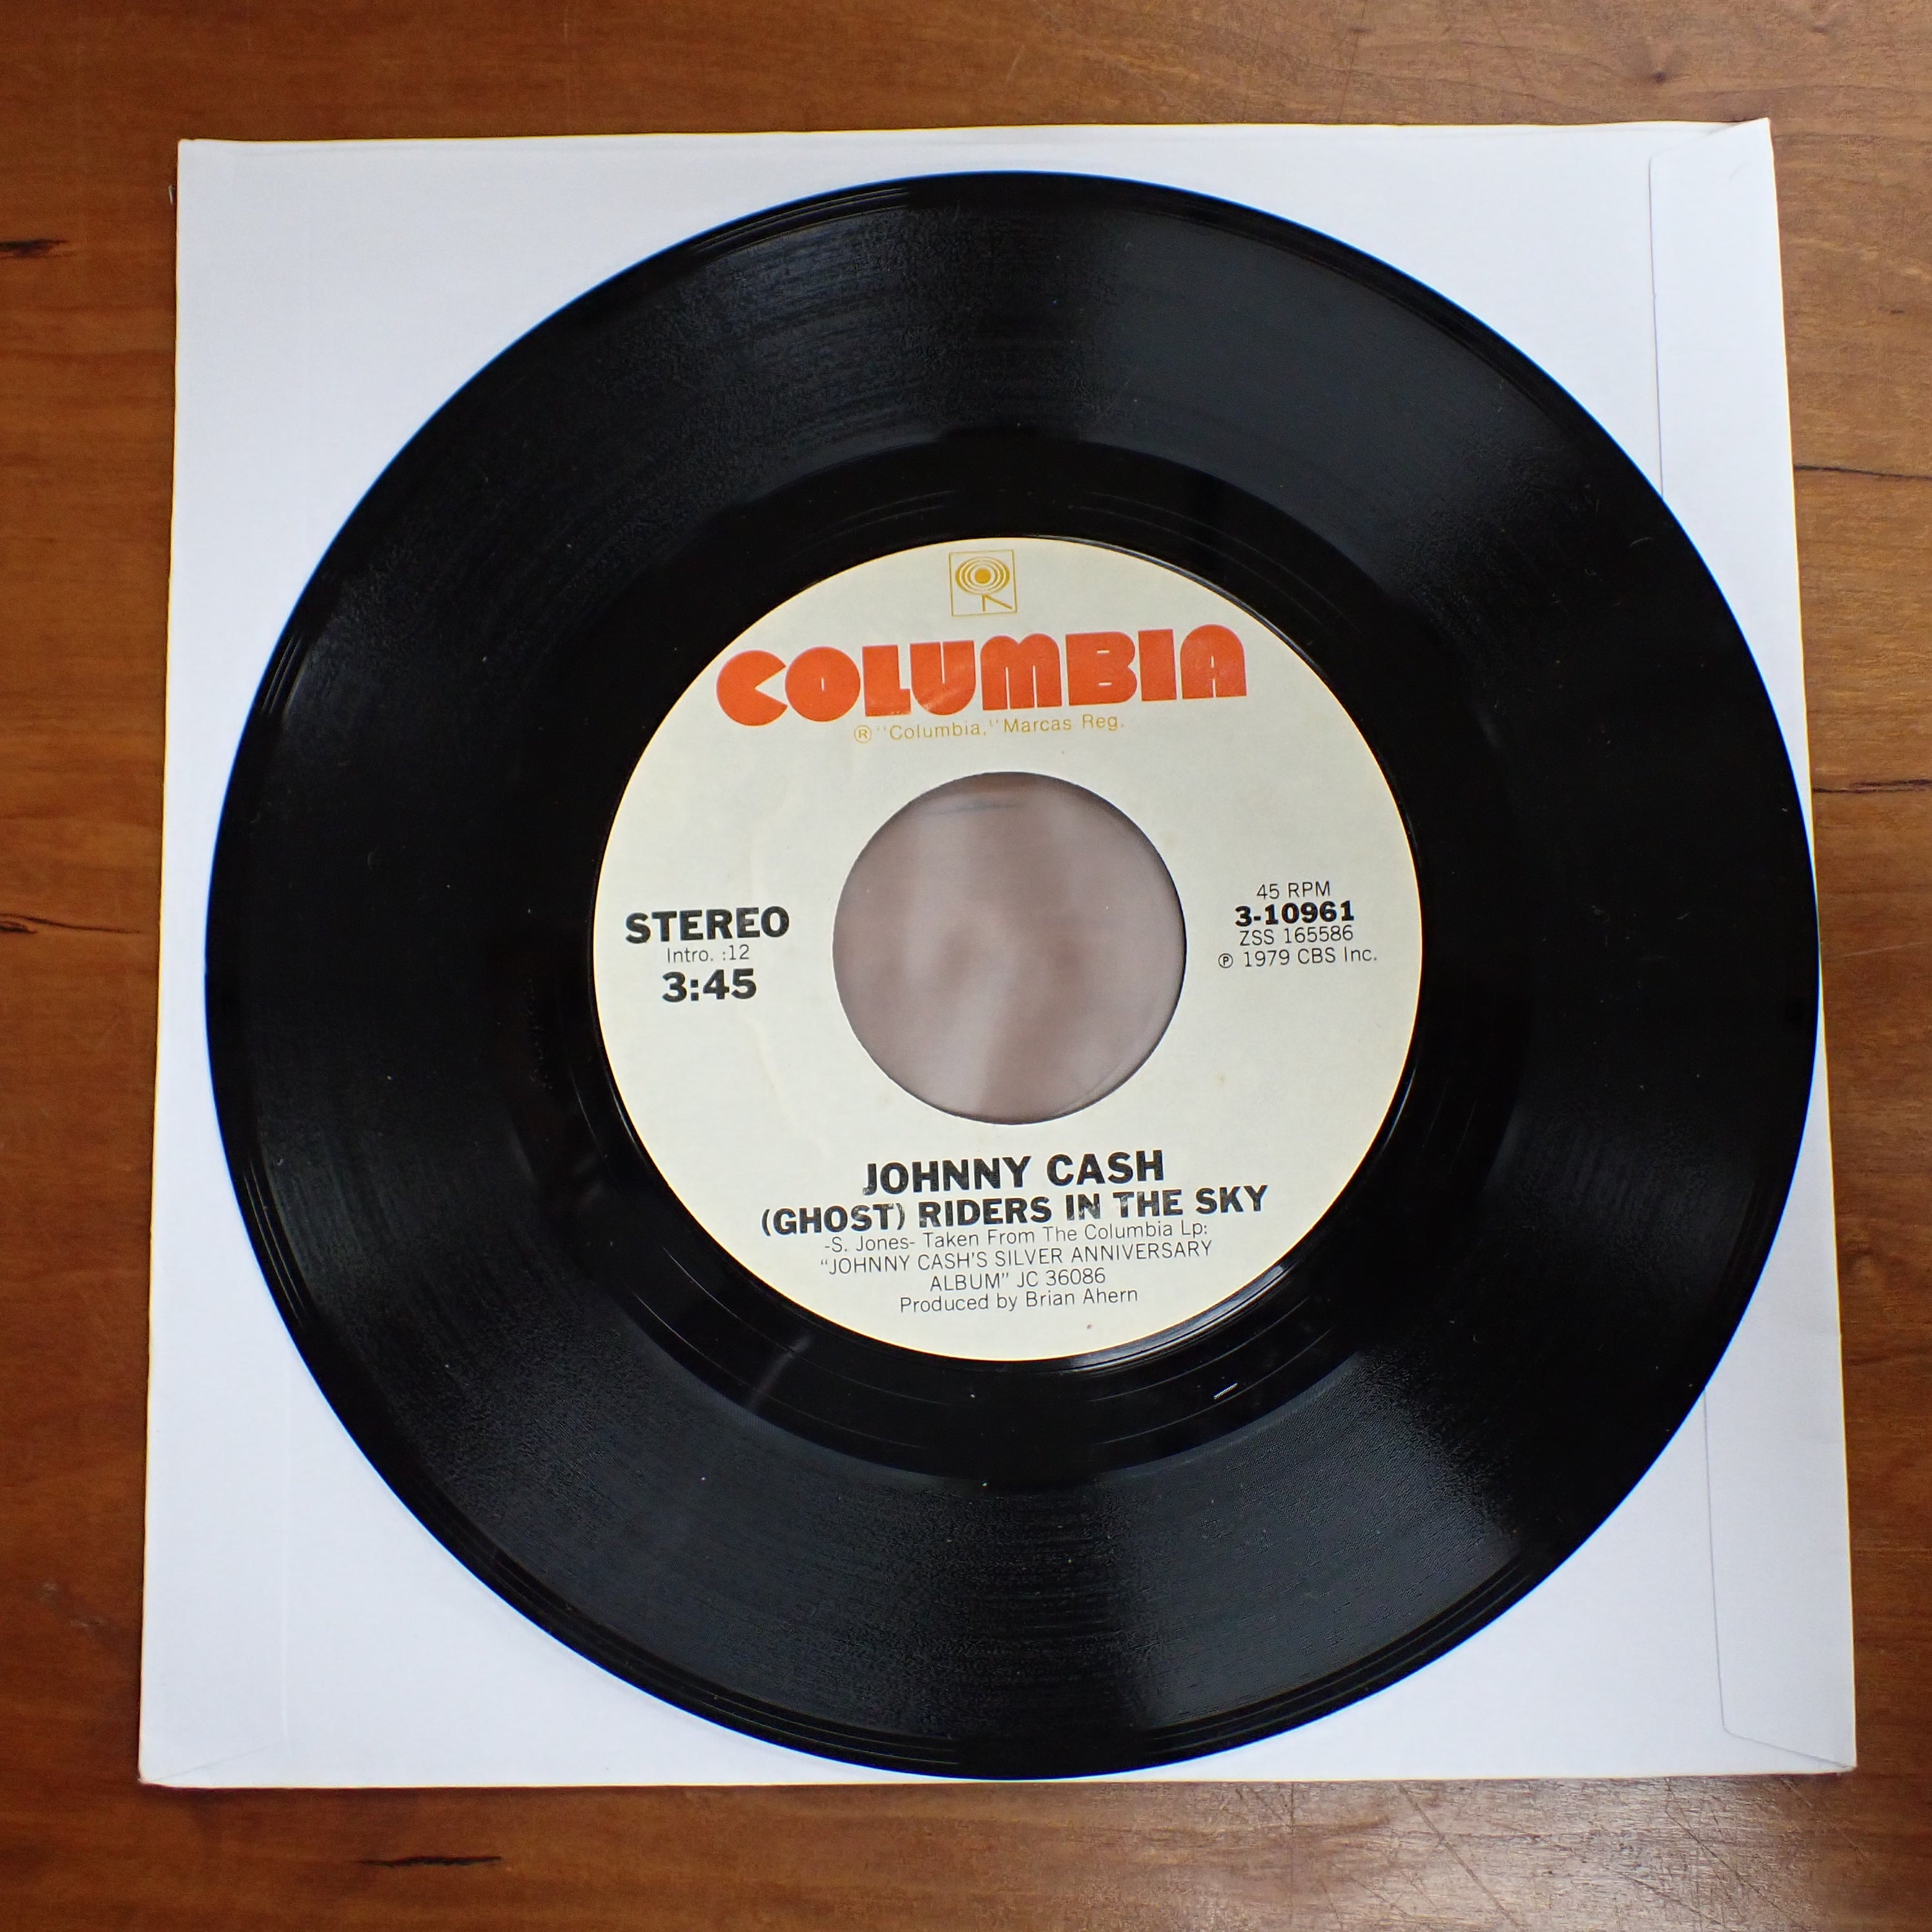 COLUMBIA
®"Columbia," Marcas Reg.
STEREO
Intro. :12
3:45
45 RPM
3-10961
ZSS 165586
℗ 1979 CBS Inc.
JOHNNY CASH
(GHOST) RIDERS IN THE SKY
-S. Jones- Taken From The Columbia Lp:
"JOHNNY CASH'S SILVER ANNIVERSARY
ALBUM" JC 36086
Produced by Brian Ahern